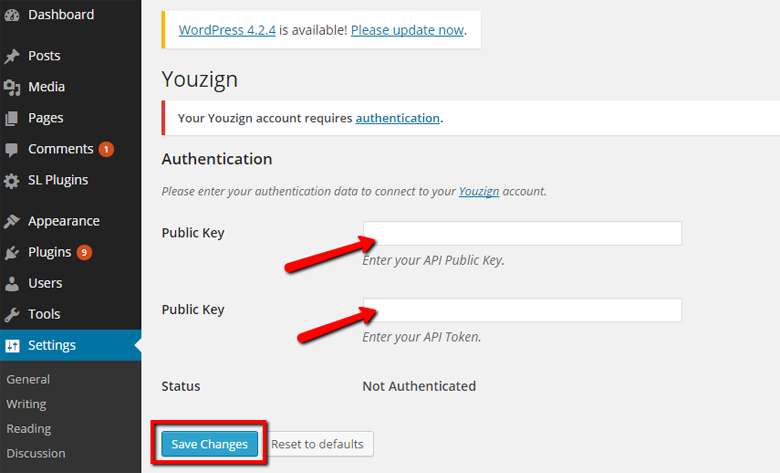 Dashboard
Posts
Media
Pages
Comments 1
SL Plugins
Appearance
Plugins 9
Users
Tools
Settings
General
Writing
Reading
Discussion
WordPress 4.2.4 is available! Please update now.
Youzign
Your Youzign account requires authentication.
Authentication
Please enter your authentication data to connect to your Youzign account.
Public Key
Enter your API Public Key.
Public Key
Enter your API Token.
Status Not Authenticated
Save Changes Reset to defaults